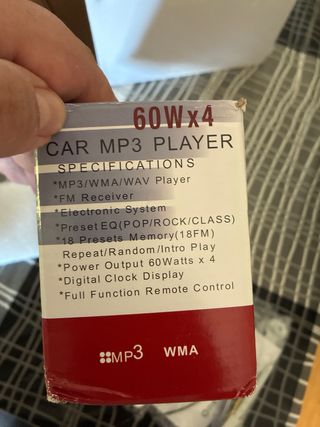 60Wx4
CAR MP3 PLAYER
SPECIFICATIONS
*MP3/WMA/WAV Player
*FM Receiver
*Electronic System
*Preset EQ(POP/ROCK/CLASS)
*18 Presets Memory(18FM)
Repeat/Random/Intro Play
*Power Output 60Watts x 4
*Digital Clock Display
*Full Function Remote Control
MP3 WMA